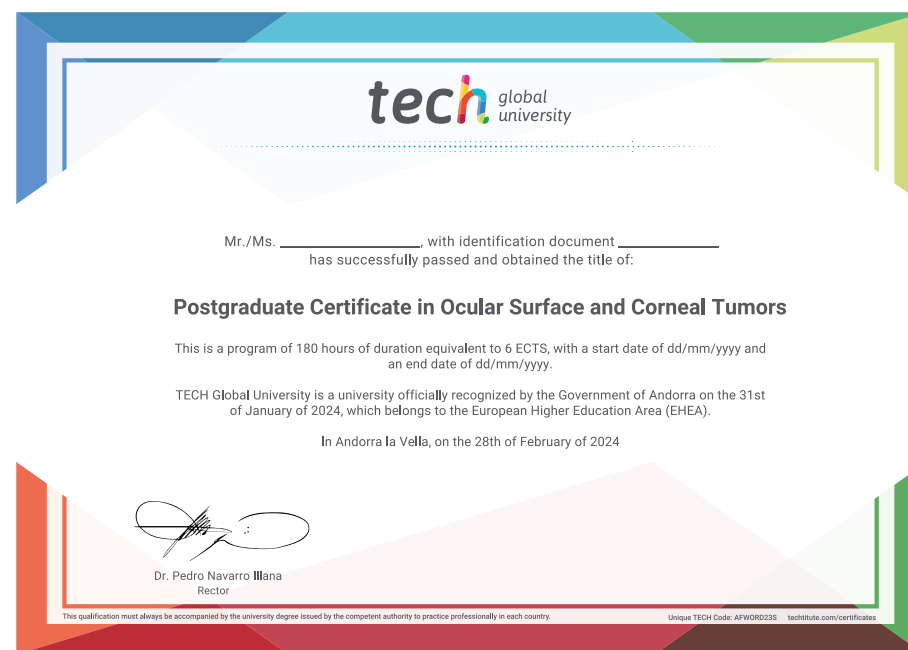 tech global
university
Mr./Ms. ____________, with identification document ____________
has successfully passed and obtained the title of:
Postgraduate Certificate in Ocular Surface and Corneal Tumors
This is a program of 180 hours of duration equivalent to 6 ECTS, with a start date of dd/mm/yyyy and
an end date of dd/mm/yyyy.
TECH Global University is a university officially recognized by the Government of Andorra on the 31st
of January of 2024, which belongs to the European Higher Education Area (EHEA).
In Andorra la Vella, on the 28th of February of 2024
Dr. Pedro Navarro Illana
Rector
This qualification must always be accompanied by the university degree issued by the competent authority to practice professionally in each country.
Unique TECH Code: AFWORD23S techtitute.com/certificates